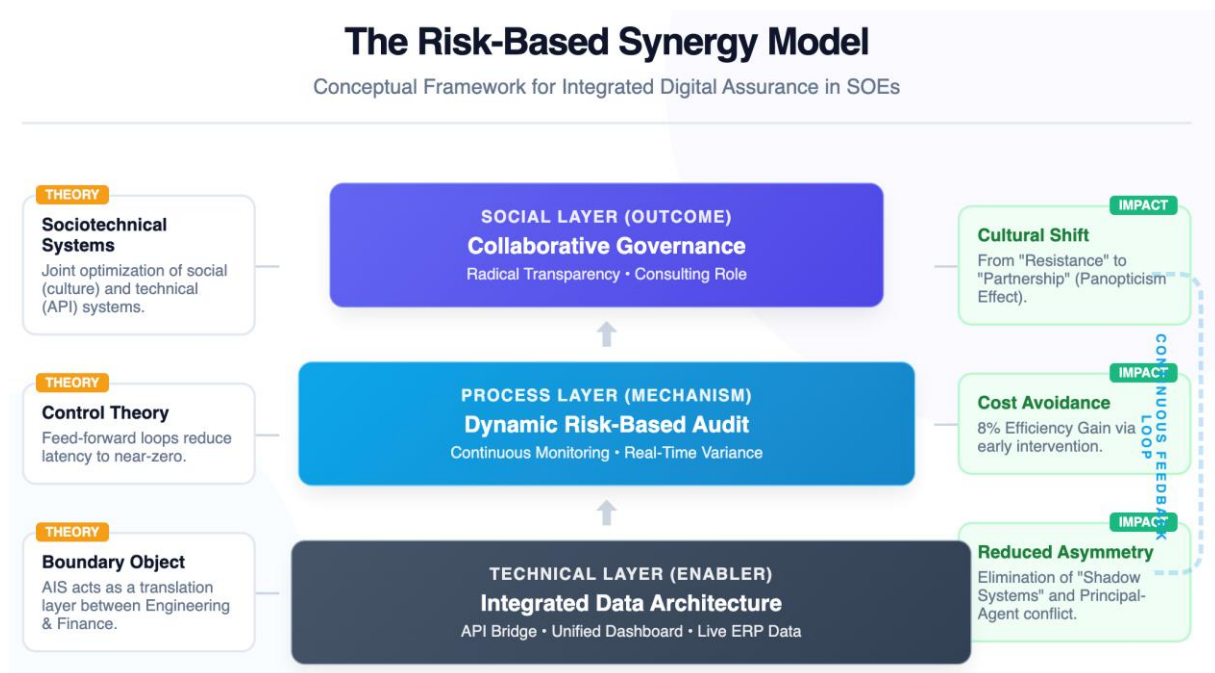 The Risk-Based Synergy Model
Conceptual Framework for Integrated Digital Assurance in SOEs
THEORY
Sociotechnical
Systems
Joint optimization of social
(culture) and technical
(API) systems.
SOCIAL LAYER (OUTCOME)
Collaborative Governance
Radical Transparency • Consulting Role
IMPACT
Cultural Shift
From "Resistance" to
"Partnership" (Panopticism
Effect).
THEORY
Control Theory
Feed-forward loops reduce
latency to near-zero.
PROCESS LAYER (MECHANISM)
Dynamic Risk-Based Audit
Continuous Monitoring • Real-Time Variance
IMPACT
Cost Avoidance
8% Efficiency Gain via
early intervention.
THEORY
Boundary Object
AIS acts as a translation
layer between Engineering
& Finance.
TECHNICAL LAYER (ENABLER)
Integrated Data Architecture
API Bridge • Unified Dashboard • Live ERP Data
IMPACT
Reduced Asymmetry
Elimination of "Shadow
Systems" and Principal-
Agent conflict.
CONTINUOUS FEEDBACK
LOOP